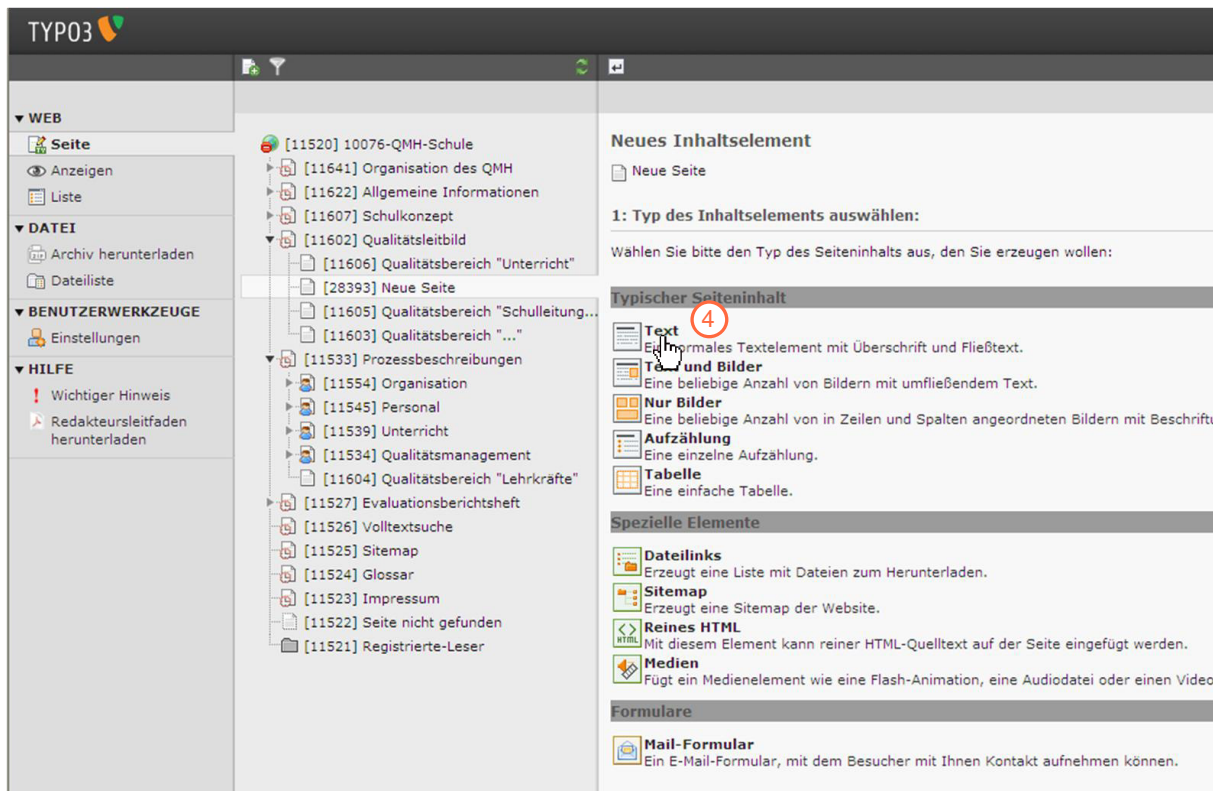 TYPO3
WEB
Seite
Anzeigen
Liste
DATEI
Archiv herunterladen
Dateiliste
BENUTZERWERKZEUGE
Einstellungen
HILFE
Wichtiger Hinweis
Redakteursleitfaden
herunterladen
[11520] 10076-QMH-Schule
[11641] Organisation des QMH
[11622] Allgemeine Informationen
[11607] Schulkonzept
[11602] Qualitätsleitbild
[11606] Qualitätsbereich "Unterricht"
[28393] Neue Seite
[11605] Qualitätsbereich "Schulleitung...
[11603] Qualitätsbereich "..."
[11533] Prozessbeschreibungen
[11554] Organisation
[11545] Personal
[11539] Unterricht
[11534] Qualitätsmanagement
[11604] Qualitätsbereich "Lehrkräfte"
[11527] Evaluationsberichtsheft
[11526] Volltextsuche
[11525] Sitemap
[11524] Glossar
[11523] Impressum
[11522] Seite nicht gefunden
[11521] Registrierte-Leser
Neues Inhaltselement
Neue Seite
1: Typ des Inhaltselements auswählen:
Wählen Sie bitte den Typ des Seiteninhalts aus, den Sie erzeugen wollen:
Typischer Seiteninhalt
4
Text
Ein normales Textelement mit Überschrift und Fließtext.
Text und Bilder
Eine beliebige Anzahl von Bildern mit umfließendem Text.
Nur Bilder
Eine beliebige Anzahl von in Zeilen und Spalten angeordneten Bildern mit Beschriftu
Aufzählung
Eine einzelne Aufzählung.
Tabelle
Eine einfache Tabelle.
Spezielle Elemente
Dateilinks
Erzeugt eine Liste mit Dateien zum Herunterladen.
Sitemap
Erzeugt eine Sitemap der Website.
HTML
Reines HTML
Mit diesem Element kann reiner HTML-Quelltext auf der Seite eingefügt werden.
Medien
Fügt ein Medienelement wie eine Flash-Animation, eine Audiodatei oder einen Video
Formulare
Mail-Formular
Ein E-Mail-Formular, mit dem Besucher mit Ihnen Kontakt aufnehmen können.